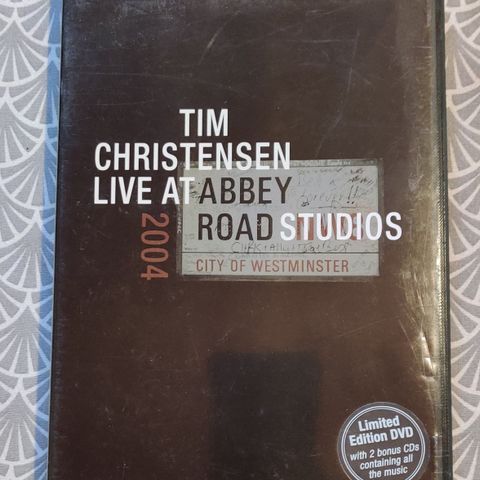 TIM
CHRISTENSEN
LIVE AT ABBEY
ROAD STUDIOS
2004
CITY OF WESTMINSTER
Limited
Edition DVD
with 2 bonus CDs
containing all
the music